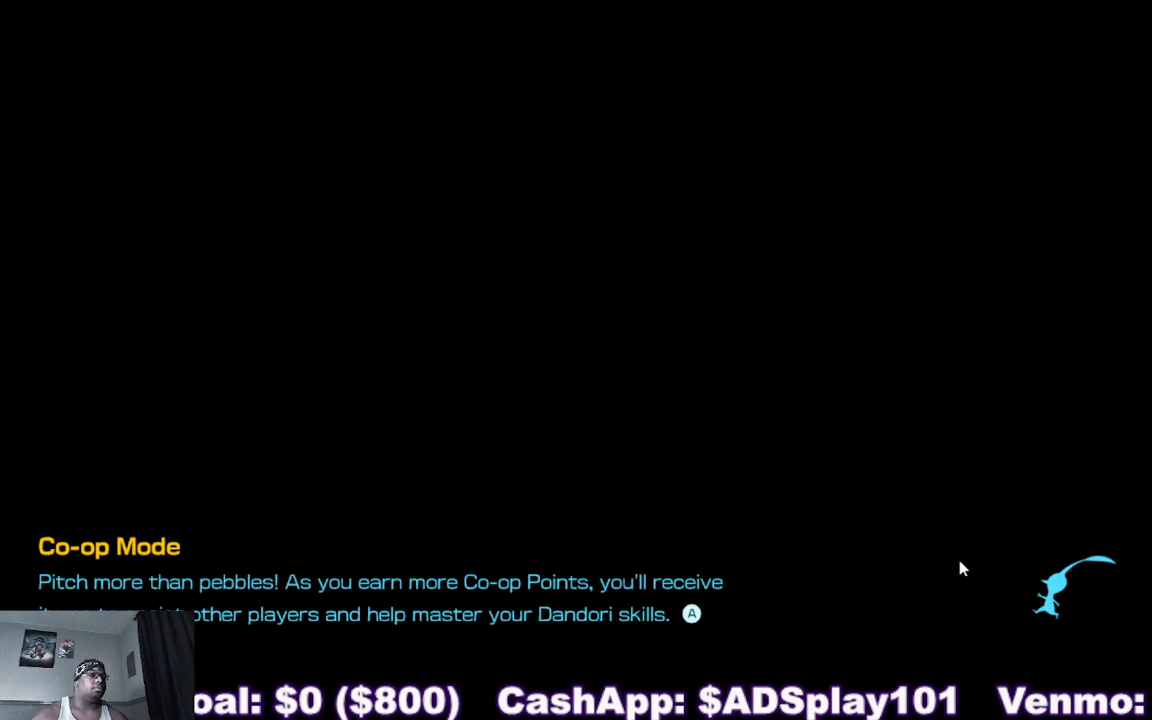 Co-op Mode
Pitch more than pebbles! As you earn more Co-op Points, you'll receive
other players and help master your Dandori skills. A
oal: $0 ($800) CashApp: $ADSplay101 Venmo: